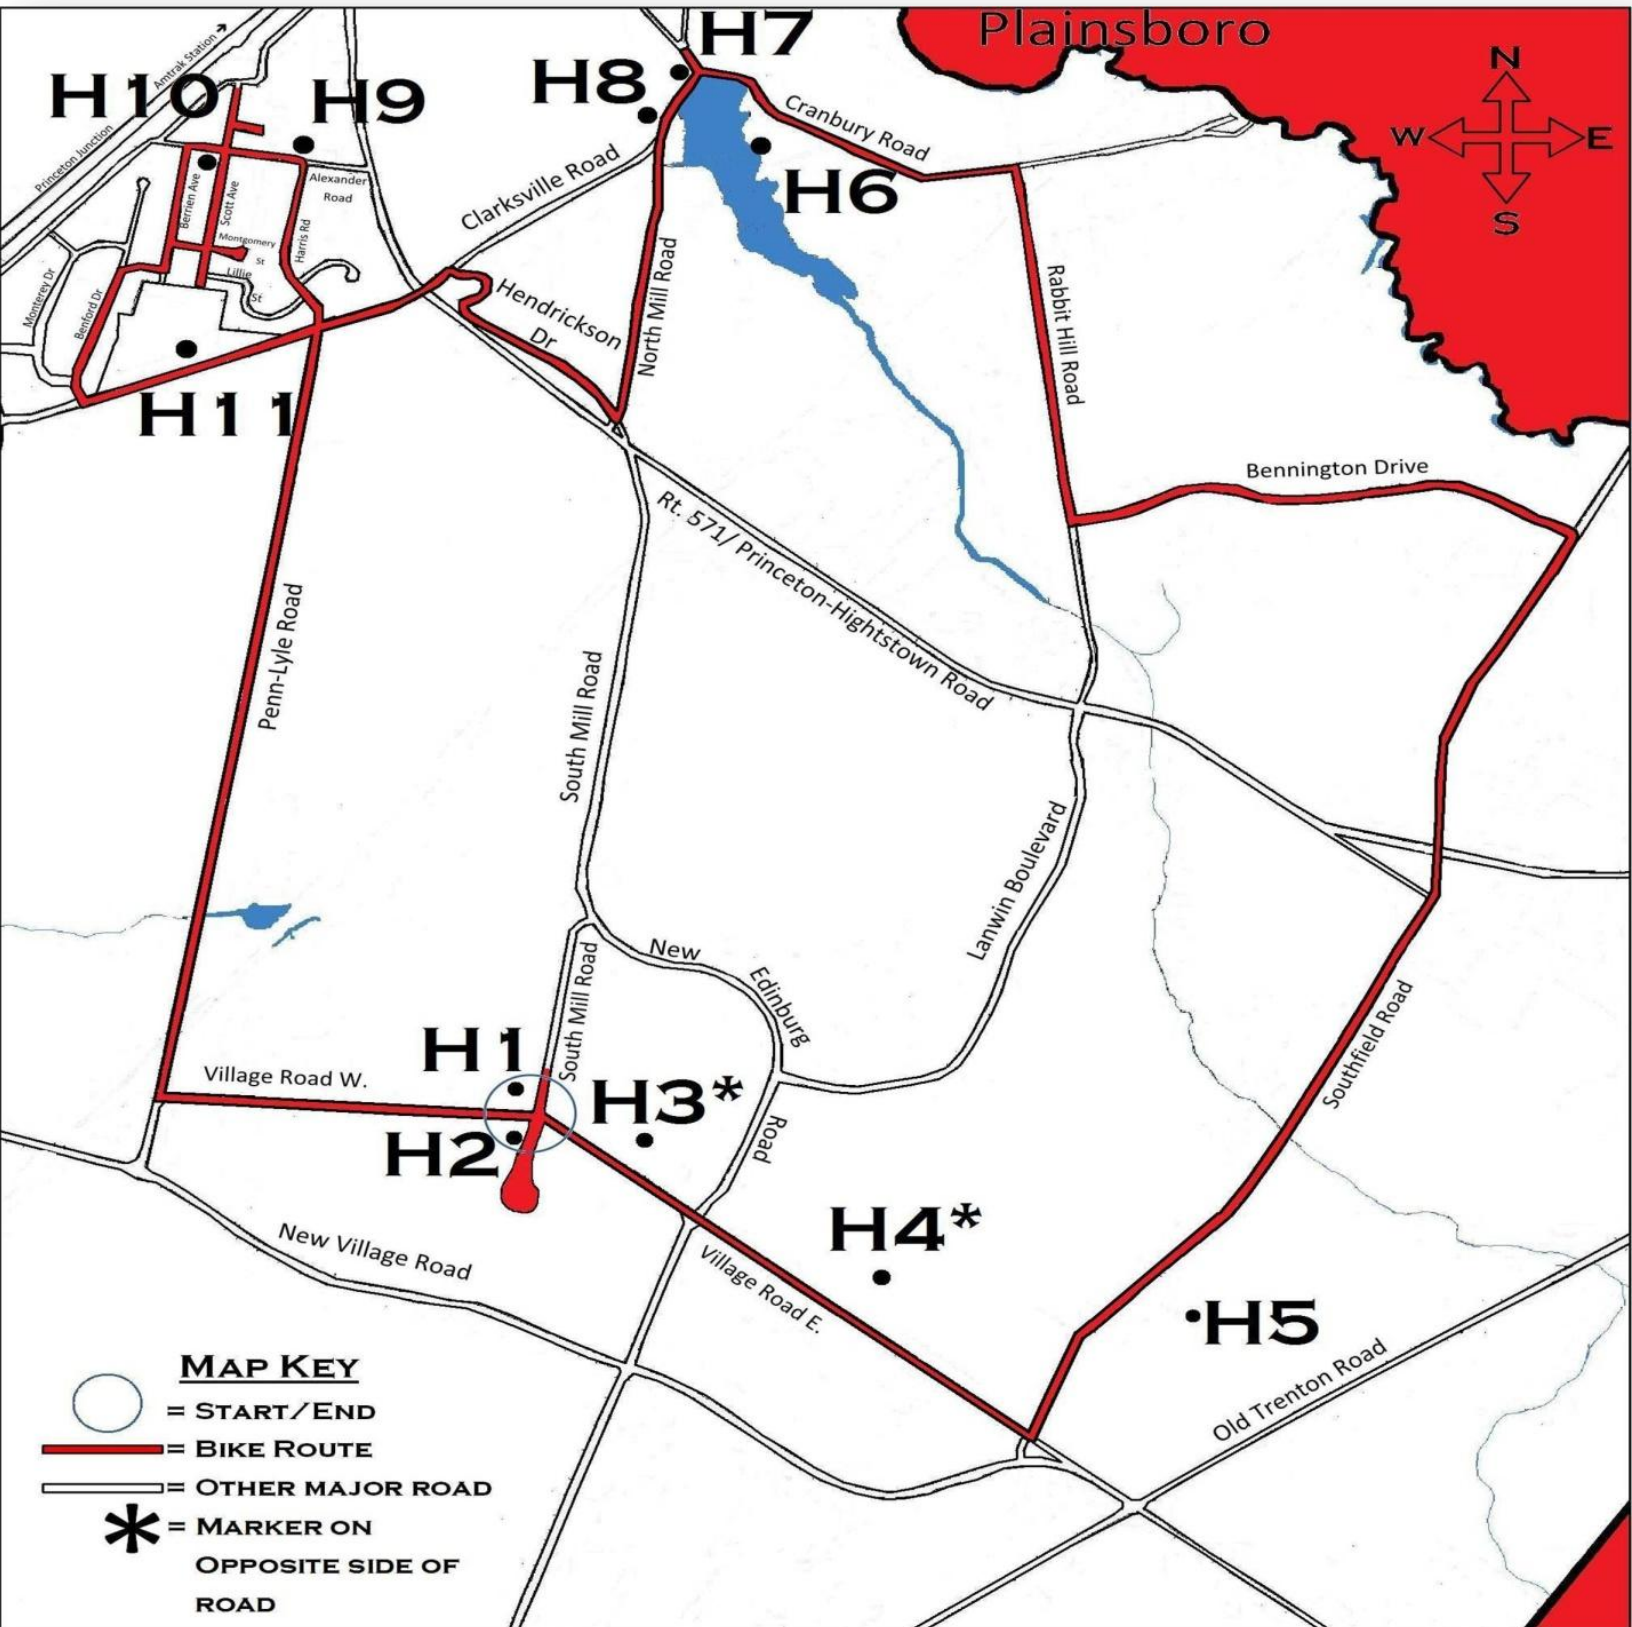 Plainsboro
H7
N
Amtrak Station
H8
H10
H9
Cranbury Road
W
E
Princeton Junction
Clarksville Road
Alexander
Road
Berrien Ave
Scott Ave
H6
S
Montgomery
St
Harris Rd
Lillie
St
Monterey Dr
Benford Dr
Hendrickson
Dr
North Mill Road
Rabbit Hill Road
H11
Bennington Drive
Rt. 571/ Princeton-Hightstown Road
Penn-Lyle Road
South Mill Road
Lanwin Boulevard
New
Edinburg
Road
South Mill Road
Southfield Road
H1
Village Road W.
H3*
H2
H4*
New Village Road
Village Road E.
H5
Old Trenton Road
Map Key
= Start/End
= Bike Route
= Other major road
* = Marker on
Opposite side of
road